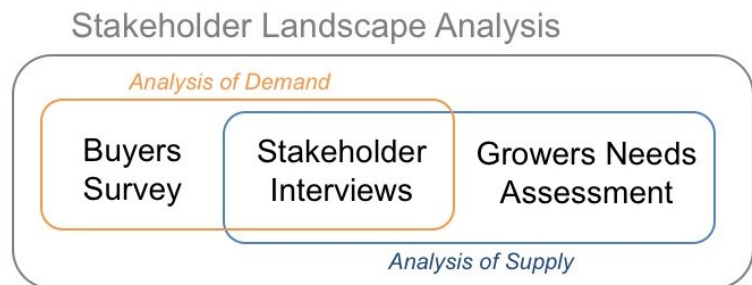 Stakeholder Landscape Analysis
Analysis of Demand
Buyers
Survey
Stakeholder
Interviews
Growers Needs
Assessment
Analysis of Supply